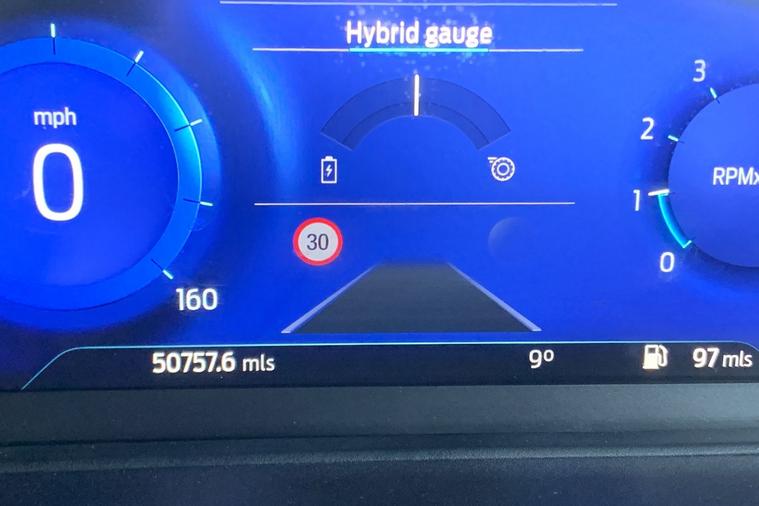 Hybrid gauge
mph
0
160
30
3
2
1
0
RPMx
50757.6 mls
9º
97 mls